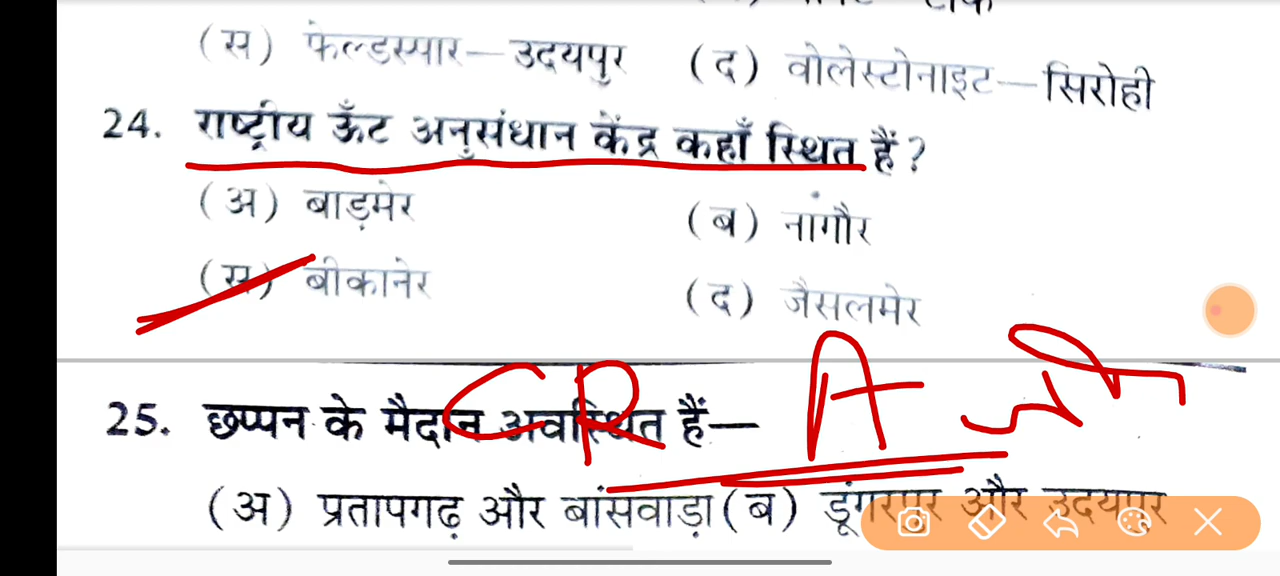 (स) फेल्डस्पार—उदयपुर (द) वोलेस्टोनाइट—सिरोही
24. राष्ट्रीय ऊँट अनुसंधान केंद्र कहाँ स्थित हैं?
(अ) बाड़मेर (ब) नागौर
(स) बीकानेर (द) जैसलमेर
CR A
25. छप्पन के मैदान अवस्थित हैं—
(अ) प्रतापगढ़ और बांसवाड़ा (ब) डूंगरपुर और उदयपुर